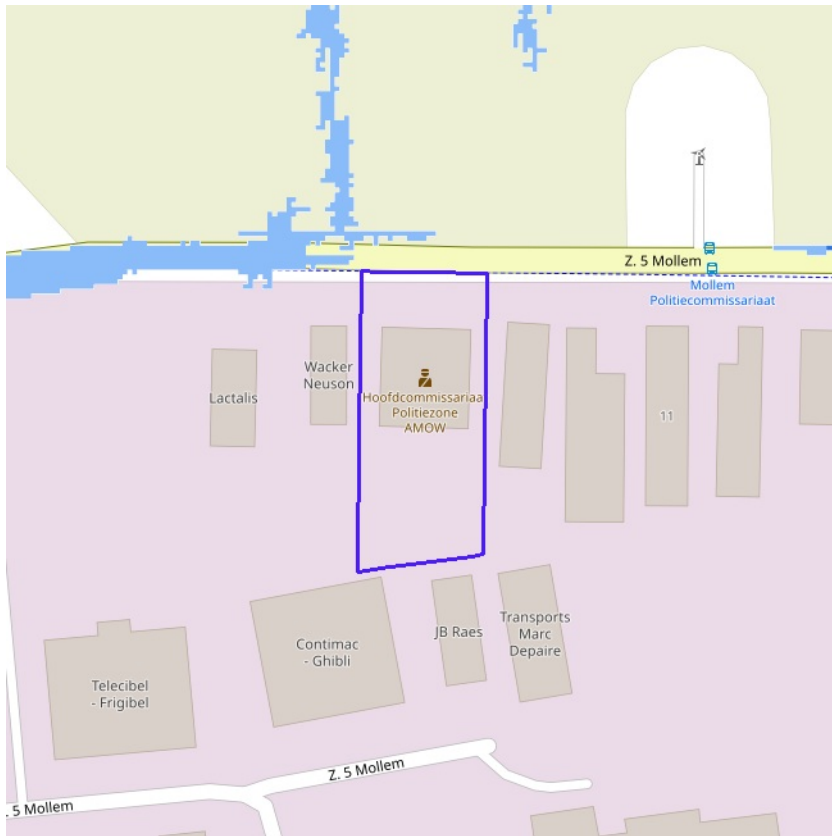 Z. 5 Mollem
Mollem
Politiecommissariaat
Wacker
Neuson
Lactalis
Hoofdcommissariaa
Politiezone
AMOW
11
JB Raes
Transports
Marc
Depaire
Contimac
- Ghibli
Telecibel
- Frigibel
Z. 5 Mollem
. 5 Mollem